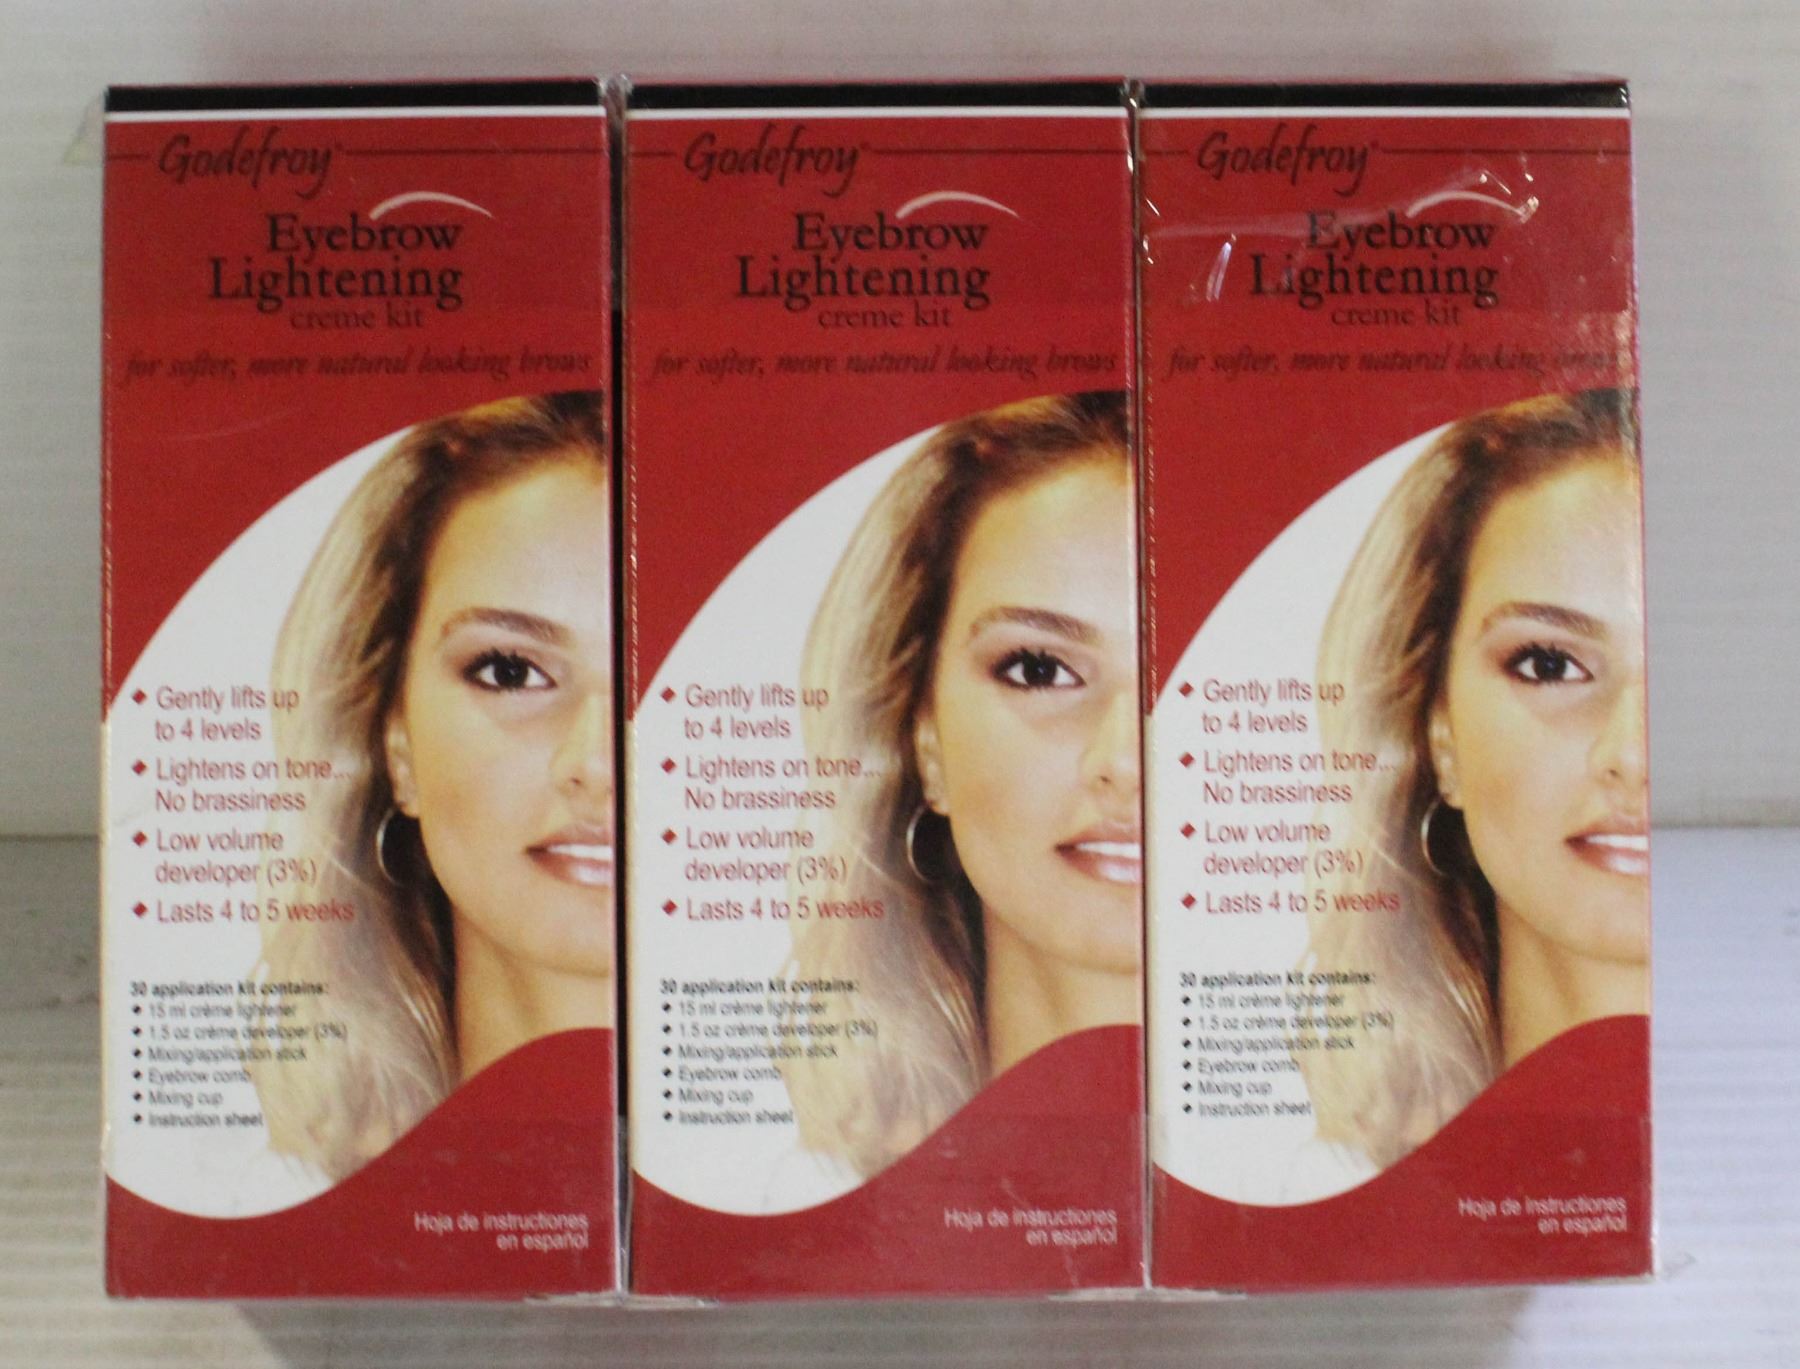 Godefroy®
Eyebrow
Lightening
creme kit
for softer, more natural looking brows
Gently lifts up
to 4 levels
Lightens on tone...
No brassiness
Low volume
developer (3%)
Lasts 4 to 5 weeks
30 application kit contains:
15 ml crème lightener
1.5 oz crème developer (3%)
Mixing/application stick
Eyebrow comb
Mixing cup
Instruction sheet
Hoja de instructiones
en español
Godefroy®
Eyebrow
Lightening
creme kit
for softer, more natural looking brows
Gently lifts up
to 4 levels
Lightens on tone...
No brassiness
Low volume
developer (3%)
Lasts 4 to 5 weeks
30 application kit contains:
15 ml crème lightener
1.5 oz crème developer (3%)
Mixing/application stick
Eyebrow comb
Mixing cup
Instruction sheet
Hoja de instructiones
en español
Godefroy®
Eyebrow
Lightening
creme kit
for softer, more natural looking brows
Gently lifts up
to 4 levels
Lightens on tone...
No brassiness
Low volume
developer (3%)
Lasts 4 to 5 weeks
30 application kit contains:
15 ml crème lightener
1.5 oz crème developer (3%)
Mixing/application stick
Eyebrow comb
Mixing cup
Instruction sheet
Hoja de instructiones
en español